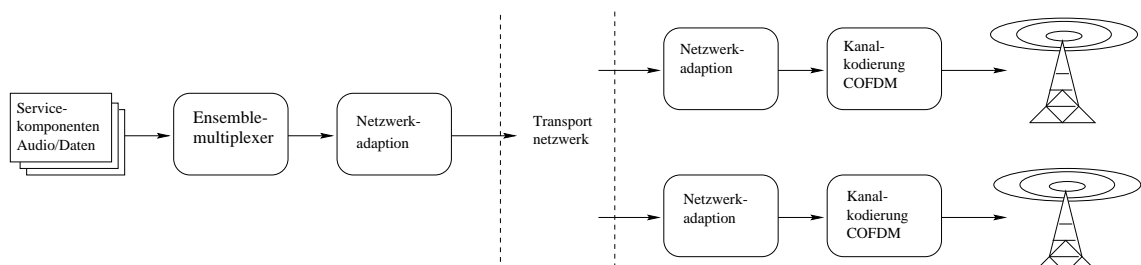 Service-
komponenten
Audio/Daten
Ensemble-
multiplexer
Netzwerk-
adaption
Transport
netzwerk
Netzwerk-
adaption
Kanal-
kodierung
COFDM
Netzwerk-
adaption
Kanal-
kodierung
COFDM